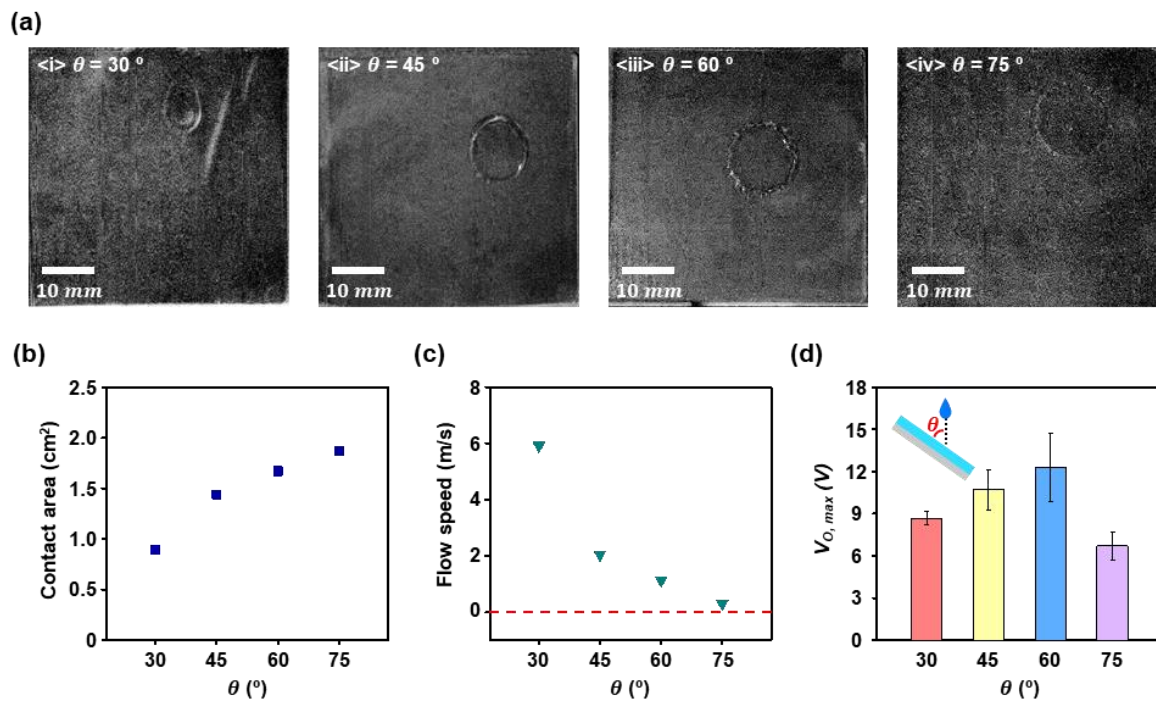 (a)
<i> θ = 30 º
<ii> θ = 45 º
<iii> θ = 60 º
<iv> θ = 75 º
10 mm
10 mm
10 mm
10 mm
(b)
(c)
(d)
2.5
2.0
1.5
1.0
0.5
0
Contact area (cm²)
30 45 60 75
θ (º)
8
6
4
2
0
Flow speed (m/s)
30 45 60 75
θ (º)
18
15
12
9
6
3
0
V_O, max (V)
θ
30 45 60 75
θ (º)